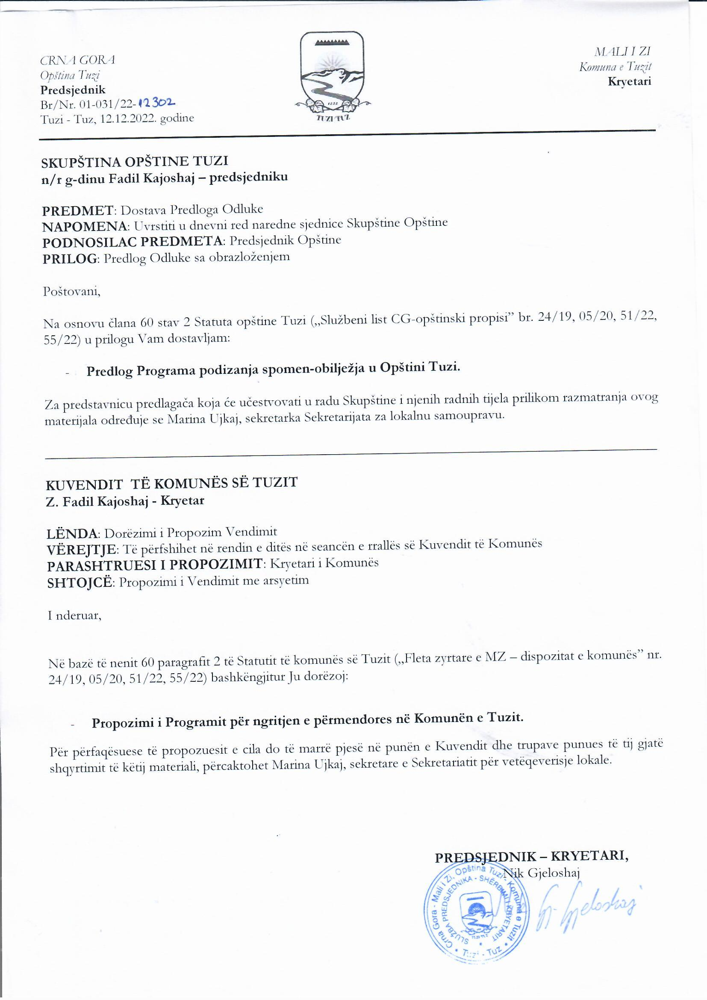 CRNA GORA
Opština Tuzi
Predsjednik
Br/Nr. 01-031/22-12302
Tuzi - Tuz, 12.12.2022. godine
TUZI/TUZ
MALI I ZI
Komuna e Tuzit
Kryetari
SKUPŠTINA OPŠTINE TUZI
n/r g-dinu Fadil Kajoshaj – predsjedniku
PREDMET: Dostava Predloga Odluke
NAPOMENA: Uvrstiti u dnevni red naredne sjednice Skupštine Opštine
PODNOSILAC PREDMETA: Predsjednik Opštine
PRILOG: Predlog Odluke sa obrazloženjem
Poštovani,
Na osnovu člana 60 stav 2 Statuta opštine Tuzi („Službeni list CG-opštinski propisi” br. 24/19, 05/20, 51/22,
55/22) u prilogu Vam dostavljam:
- Predlog Programa podizanja spomen-obilježja u Opštini Tuzi.
Za predstavnicu predlagača koja će učestvovati u radu Skupštine i njenih radnih tijela prilikom razmatranja ovog
materijala određuje se Marina Ujkaj, sekretarka Sekretarijata za lokalnu samoupravu.
KUVENDIT TË KOMUNËS SË TUZIT
Z. Fadil Kajoshaj - Kryetar
LËNDA: Dorëzimi i Propozim Vendimit
VËREJTJE: Të përfshihet në rendin e ditës në seancën e rrallës së Kuvendit të Komunës
PARASHTRUESI I PROPOZIMIT: Kryetari i Komunës
SHTOJCË: Propozimi i Vendimit me arsyetim
I nderuar,
Në bazë të nenit 60 paragrafit 2 të Statutit të komunës së Tuzit („Fleta zyrtare e MZ – dispozitat e komunës” nr.
24/19, 05/20, 51/22, 55/22) bashkëngjitur Ju dorëzoj:
- Propozimi i Programit për ngritjen e përmendores në Komunën e Tuzit.
Për përfaqësuese të propozuesit e cila do të marrë pjesë në punën e Kuvendit dhe trupave punues të tij gjatë
shqyrtimit të këtij materiali, përcaktohet Marina Ujkaj, sekretare e Sekretariatit për vetëqeverisje lokale.
PREDSJEDNIK – KRYETARI,
Nik Gjeloshaj
Crna Gora - Mali i Zi, Opština Tuzi - Komuna e Tuzit • Tuzi - Tuz •
SLUŽBA PREDSJEDNIKA - SHËRBIMI I KRYETARIT
Gjeloshaj